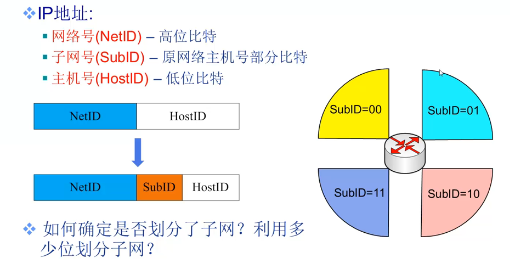 ❖IP地址:
▪ 网络号(NetID) – 高位比特
▪ 子网号(SubID) – 原网络主机号部分比特
▪ 主机号(HostID) – 低位比特
NetID HostID
NetID SubID HostID
SubID=00 SubID=01
SubID=11 SubID=10
❖ 如何确定是否划分了子网？利用多
少位划分子网？